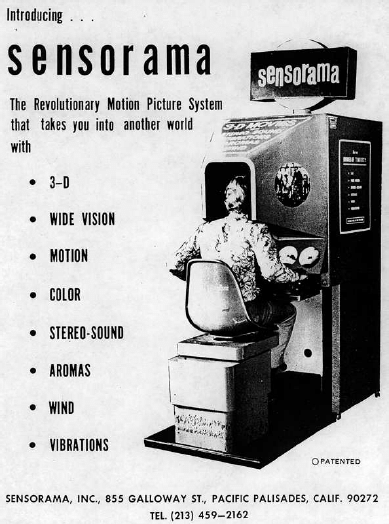 Introducing . . .
sensorama
The Revolutionary Motion Picture System
that takes you into another world
with
• 3-D
• WIDE VISION
• MOTION
• COLOR
• STEREO-SOUND
• AROMAS
• WIND
• VIBRATIONS
sensorama
3-D MOVIES
○ PATENTED
SENSORAMA, INC., 855 GALLOWAY ST., PACIFIC PALISADES, CALIF. 90272
TEL. (213) 459–2162